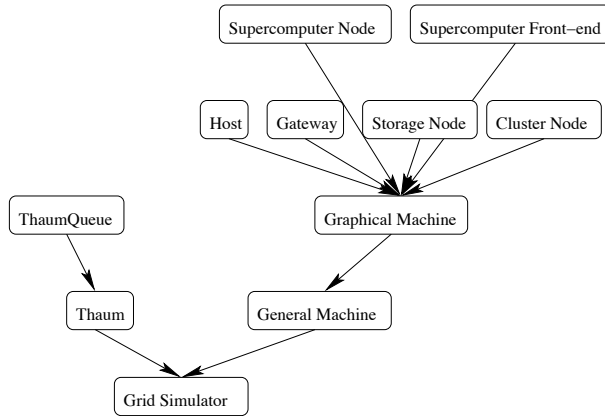 Supercomputer Node
Supercomputer Front-end
Host
Gateway
Storage Node
Cluster Node
ThaumQueue
Graphical Machine
Thaum
General Machine
Grid Simulator